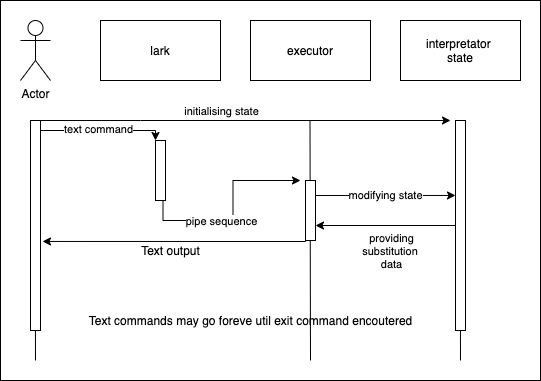 lark
executor
interpretator
state
Actor
initialising state
text command
modifying state
pipe sequence
providing
substitution
data
Text output
Text commands may go foreve util exit command encoutered